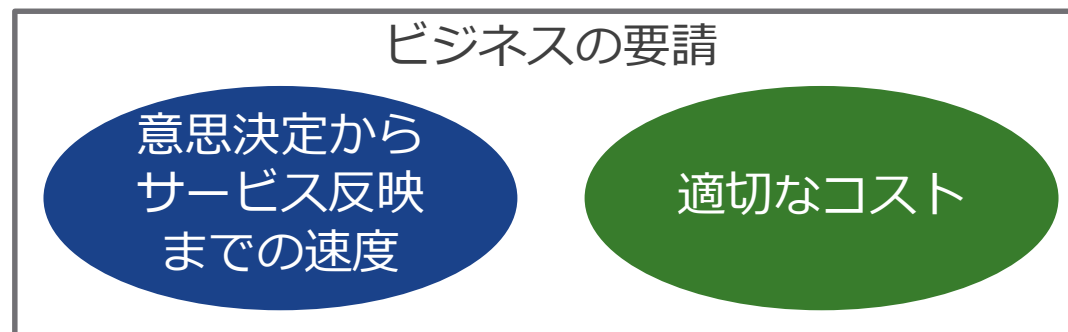 ビジネスの要請
意思決定から
サービス反映
までの速度
適切なコスト